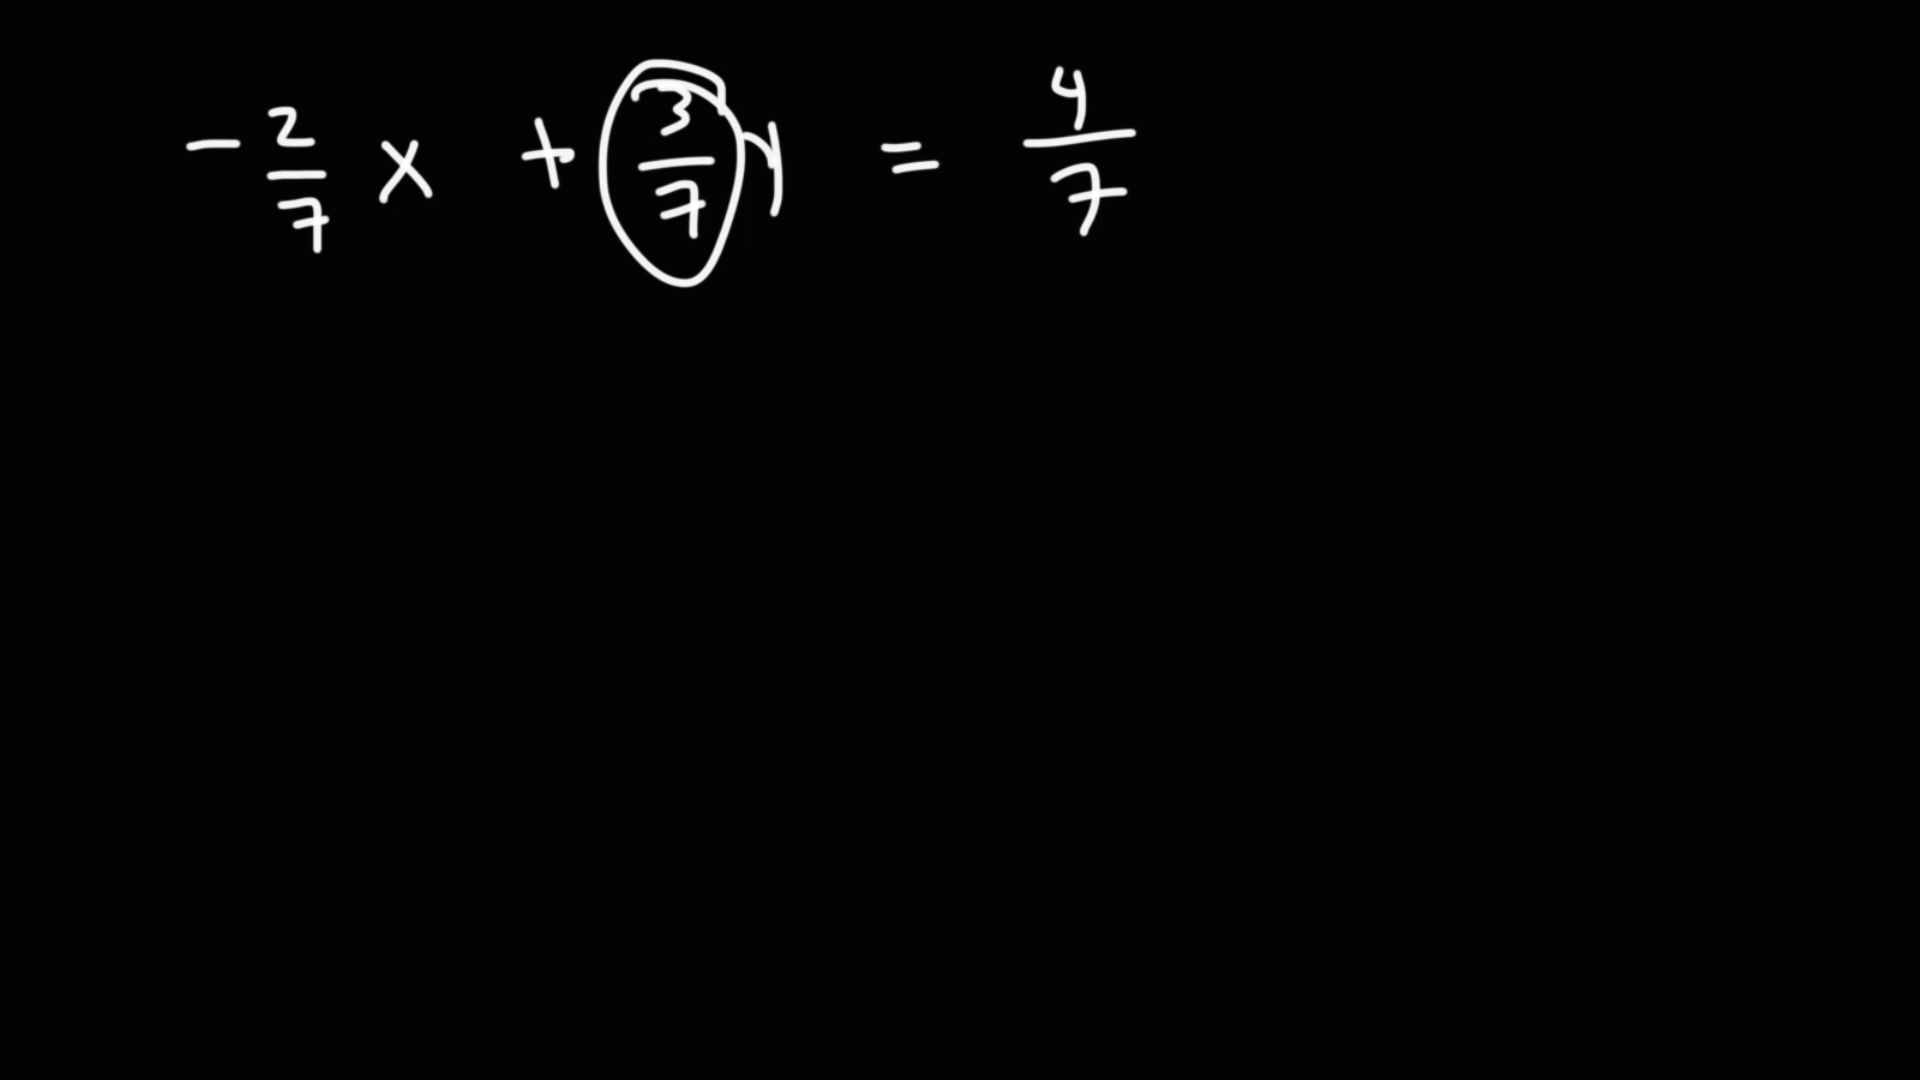 - 2/7 x + 3/7 y = 4/7